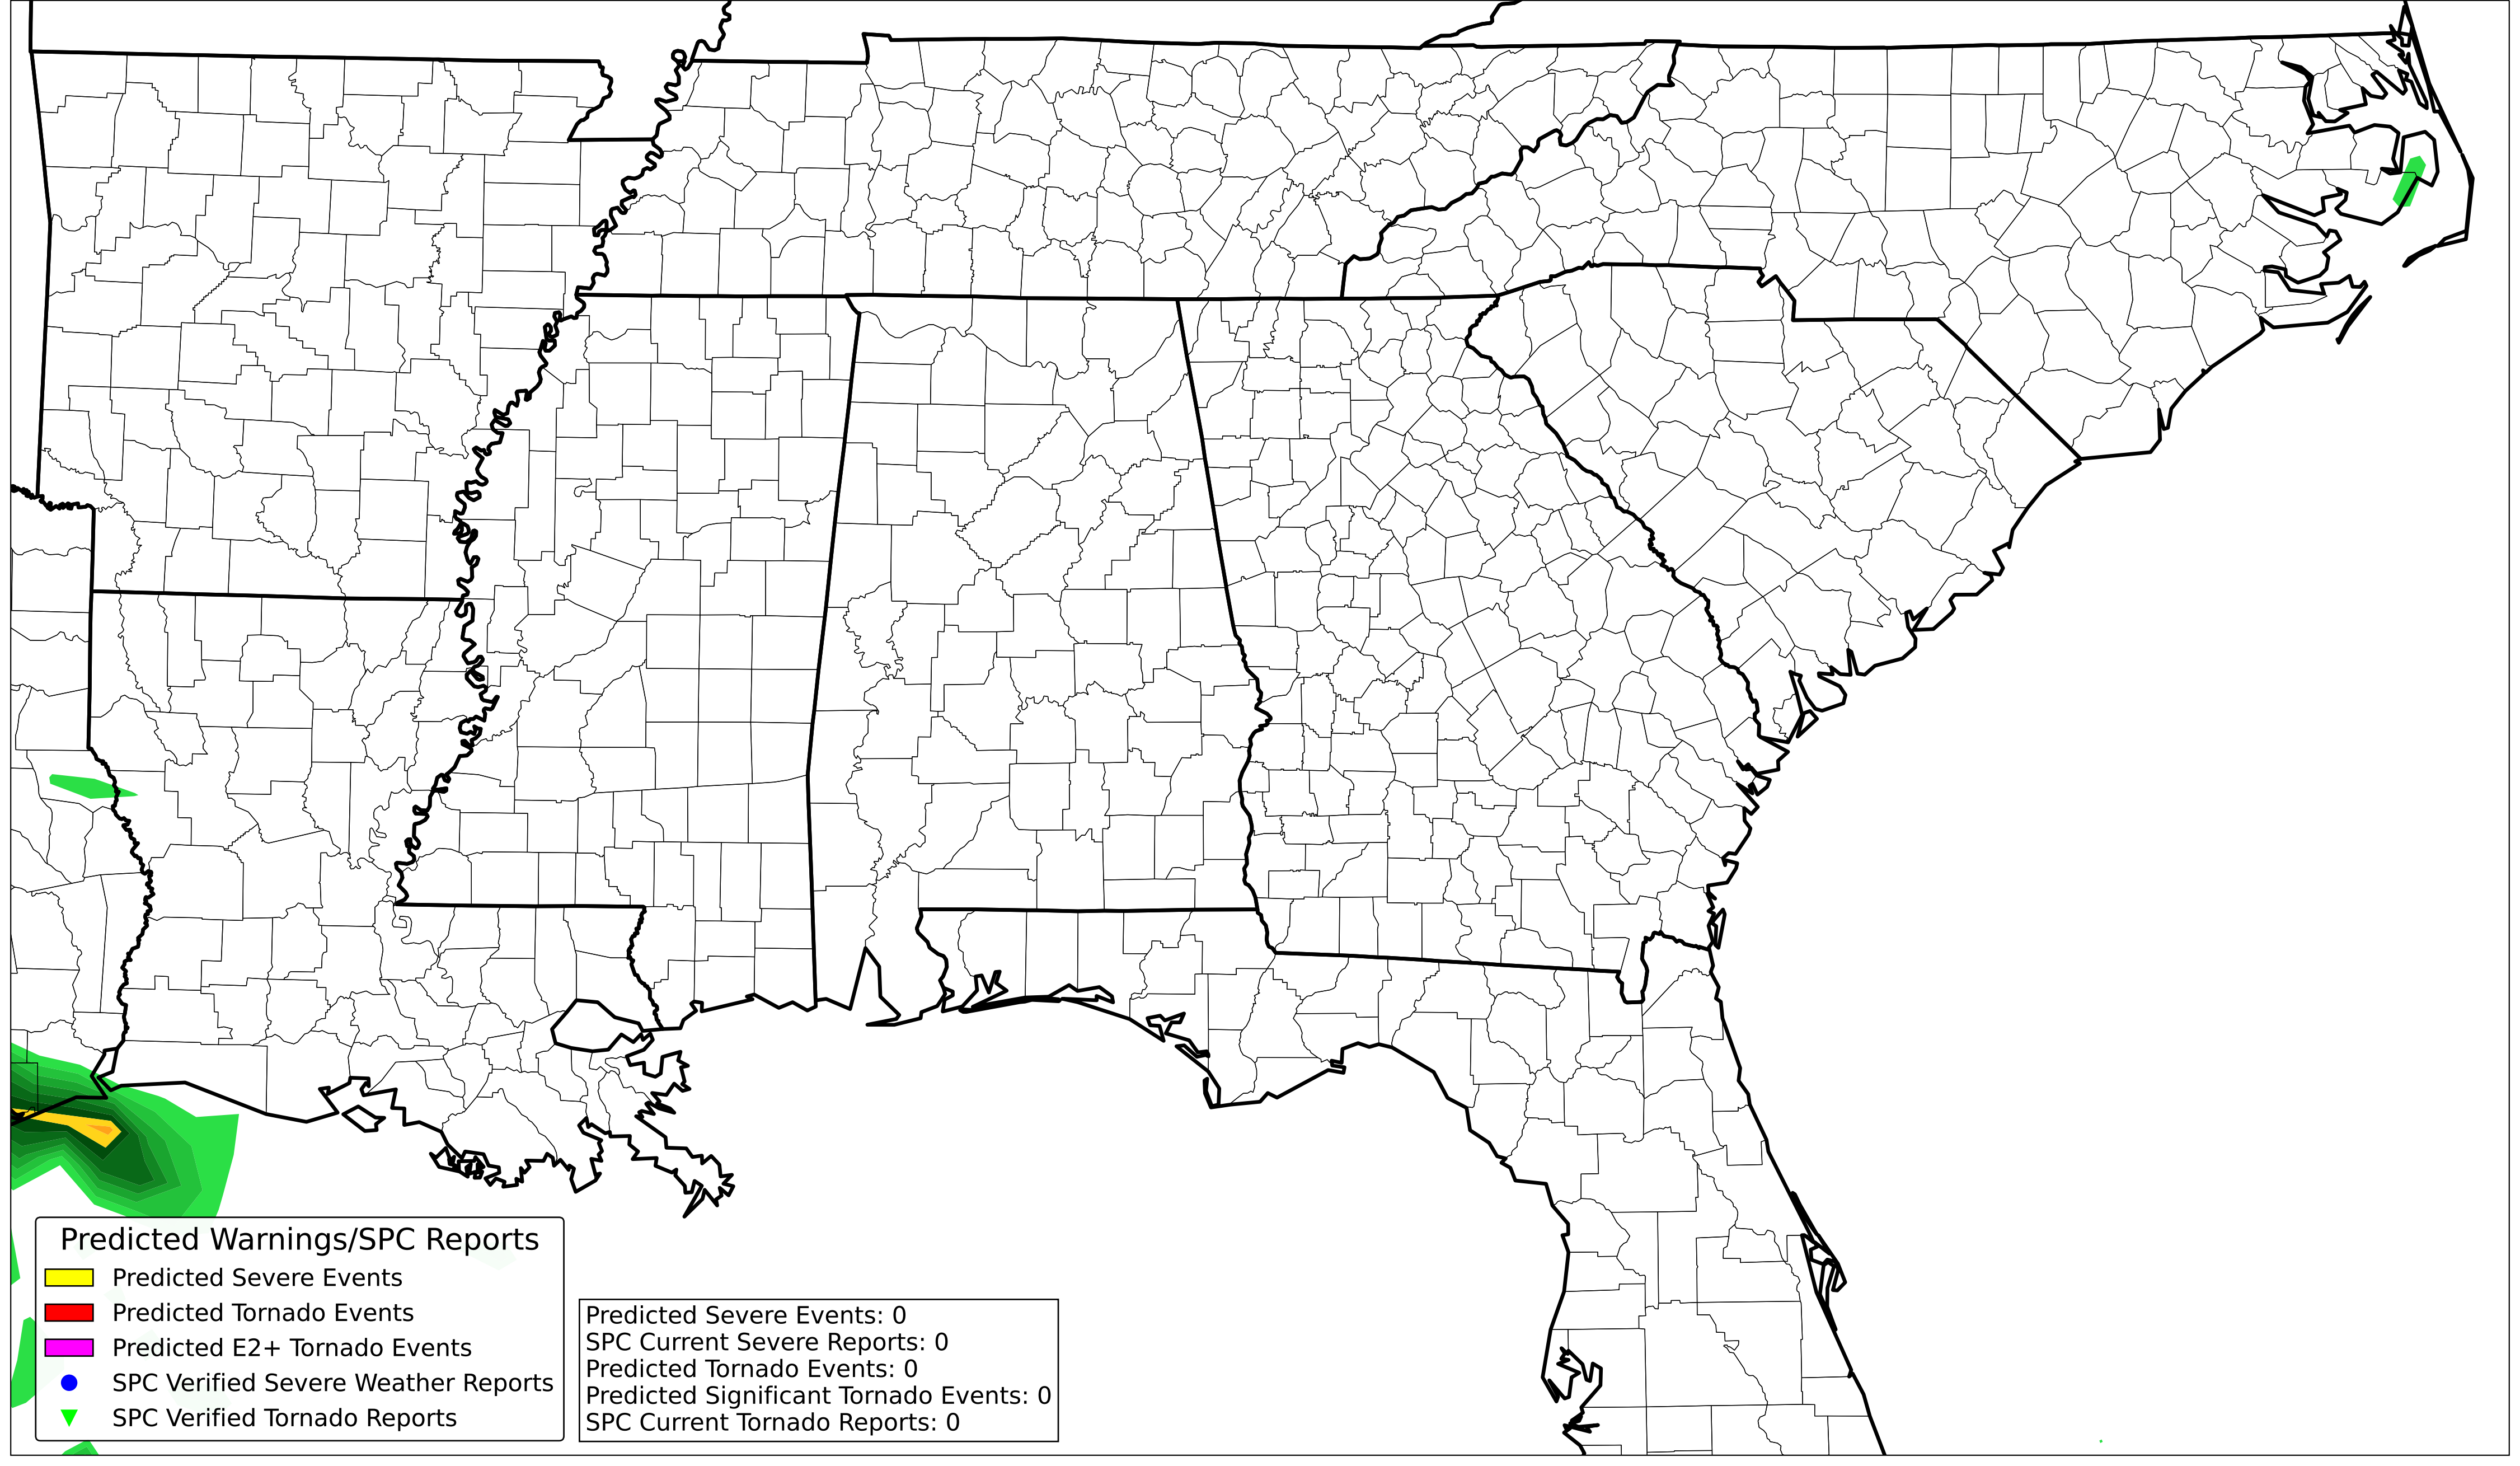 Predicted Warnings/SPC Reports
Predicted Severe Events
Predicted Tornado Events
Predicted E2+ Tornado Events
SPC Verified Severe Weather Reports
SPC Verified Tornado Reports
Predicted Severe Events: 0
SPC Current Severe Reports: 0
Predicted Tornado Events: 0
Predicted Significant Tornado Events: 0
SPC Current Tornado Reports: 0